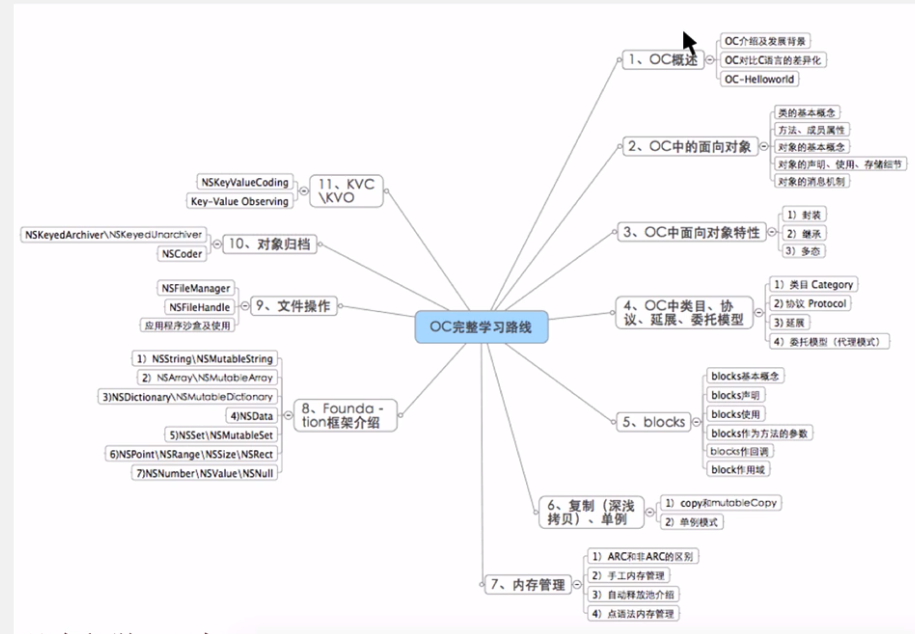 OC完整学习路线
1、OC概述
OC介绍及发展背景
OC对比C语言的差异化
OC-Helloworld
2、OC中的面向对象
类的基本概念
方法、成员属性
对象的基本概念
对象的声明、使用、存储细节
对象的消息机制
3、OC中面向对象特性
1）封装
2）继承
3）多态
4、OC中类目、协
议、延展、委托模型
1）类目 Category
2)协议 Protocol
3)延展
4）委托模型（代理模式）
5、blocks
blocks基本概念
blocks声明
blocks使用
blocks作为方法的参数
blocks作回调
block作用域
6、复制（深浅
拷贝）、单例
1）copy和mutableCopy
2）单例模式
7、内存管理
1）ARC和非ARC的区别
2）手工内存管理
3）自动释放池介绍
4）点语法内存管理
8、Founda -
tion框架介绍
1）NSString\NSMutableString
2）NSArray\NSMutableArray
3)NSDictionary\NSMutableDictionary
4)NSData
5)NSSet\NSMutableSet
6)NSPoint\NSRange\NSSize\NSRect
7)NSNumber\NSValue\NSNull
9、文件操作
NSFileManager
NSFileHandle
应用程序沙盒及使用
10、对象归档
NSKeyedArchiver\NSKeyedUnarchiver
NSCoder
11、KVC
\KVO
NSKeyValueCoding
Key-Value Observing